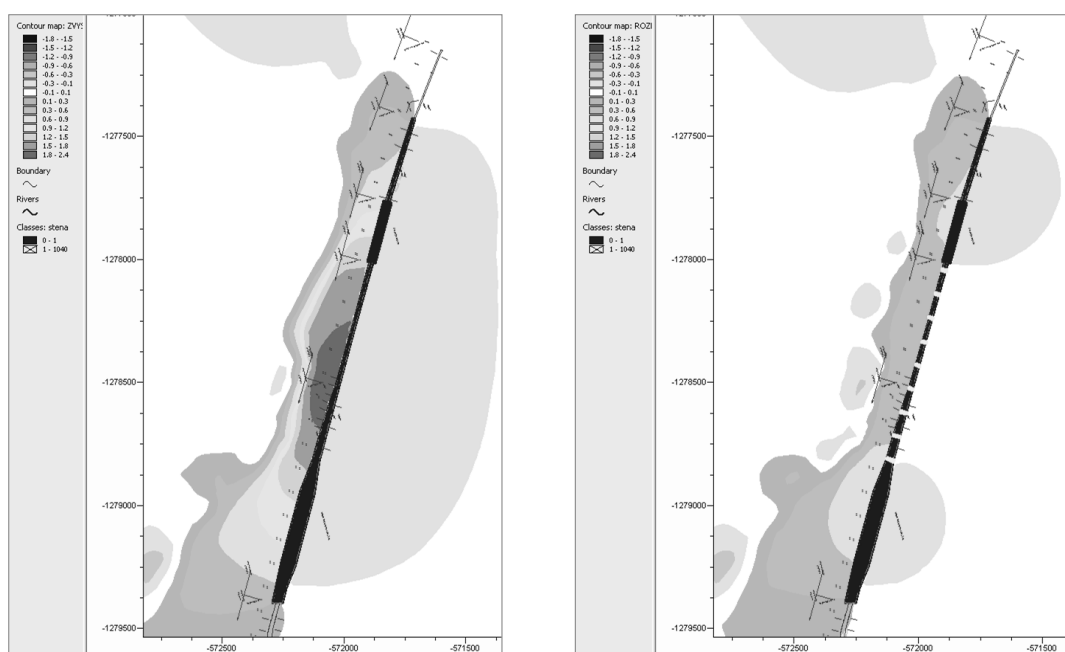 Contour map: ZVYS
-1.8 - -1.5
-1.5 - -1.2
-1.2 - -0.9
-0.9 - -0.6
-0.6 - -0.3
-0.3 - -0.1
-0.1 - 0.1
0.1 - 0.3
0.3 - 0.6
0.6 - 0.9
0.9 - 1.2
1.2 - 1.5
1.5 - 1.8
1.8 - 2.4
Boundary
Rivers
Classes: stena
0 - 1
1 - 1040
-1277500
-1278000
-1278500
-1279000
-1279500
-572500
-572000
-571500
Contour map: ROZI
-1.8 - -1.5
-1.5 - -1.2
-1.2 - -0.9
-0.9 - -0.6
-0.6 - -0.3
-0.3 - -0.1
-0.1 - 0.1
0.1 - 0.3
0.3 - 0.6
0.6 - 0.9
0.9 - 1.2
1.2 - 1.5
1.5 - 1.8
1.8 - 2.4
Boundary
Rivers
Classes: stena
0 - 1
1 - 1040
-1277500
-1278000
-1278500
-1279000
-1279500
-572500
-572000
-571500